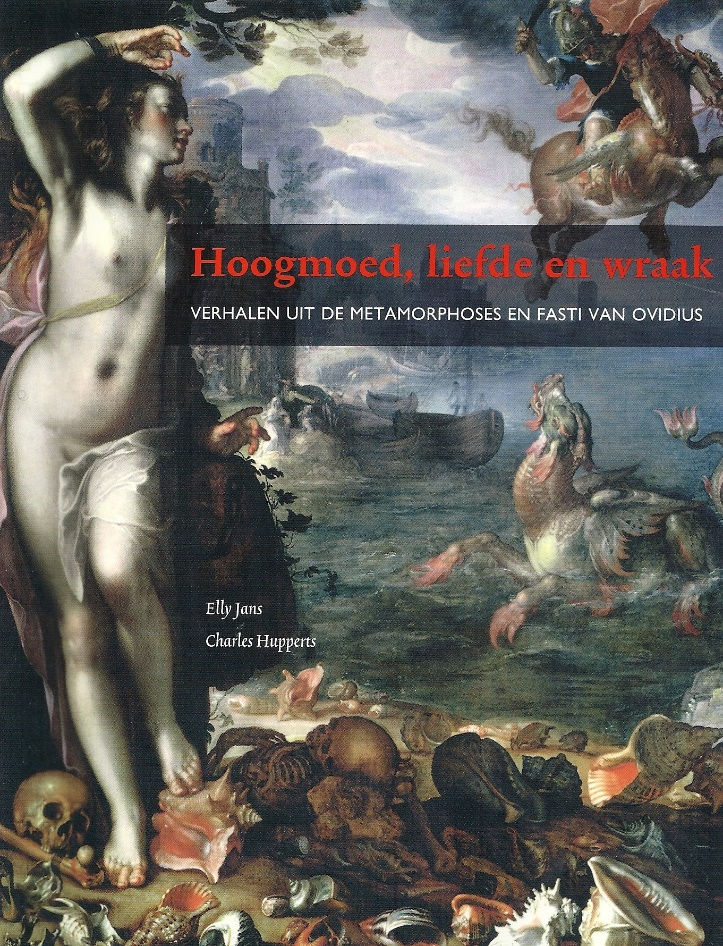 Hoogmoed, liefde en wraak
VERHALEN UIT DE METAMORPHOSES EN FASTI VAN OVIDIUS
Elly Jans
Charles Hupperts